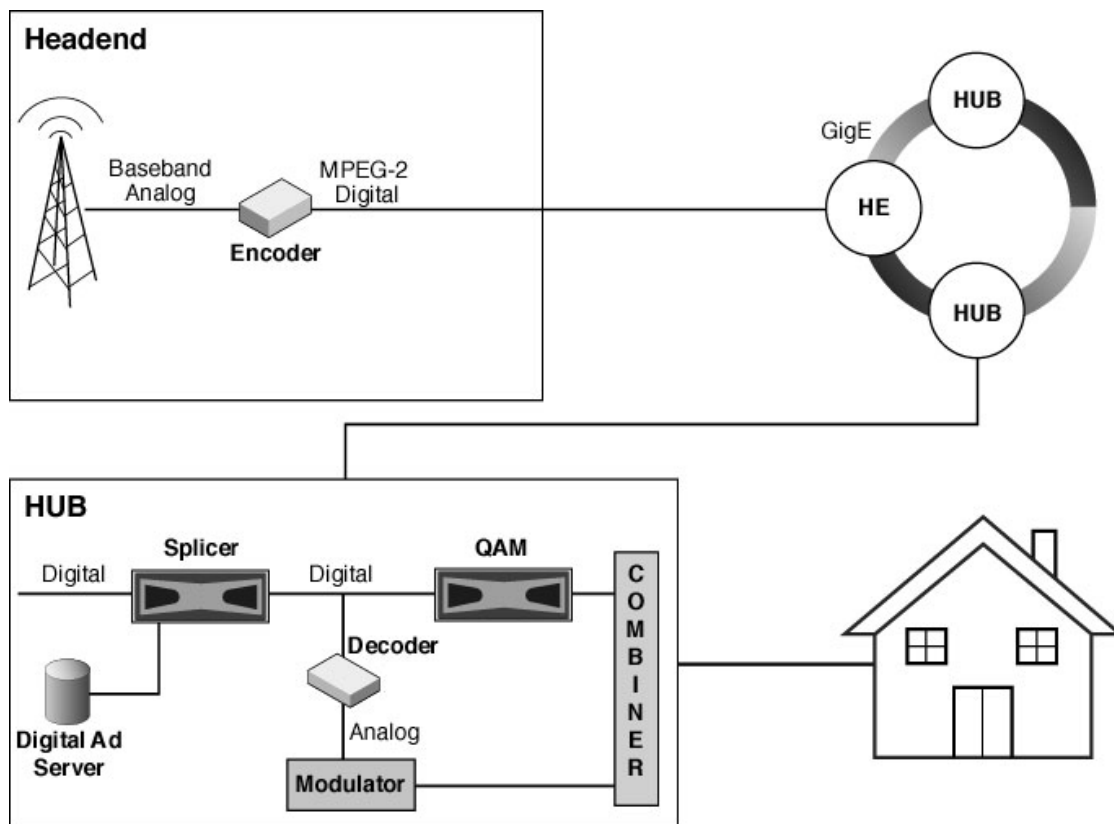 Headend
Baseband
Analog
MPEG-2
Digital
Encoder
GigE
HUB
HE
HUB
HUB
Splicer
QAM
Digital
Digital
Decoder
Analog
Digital Ad
Server
Modulator
C
O
M
B
I
N
E
R